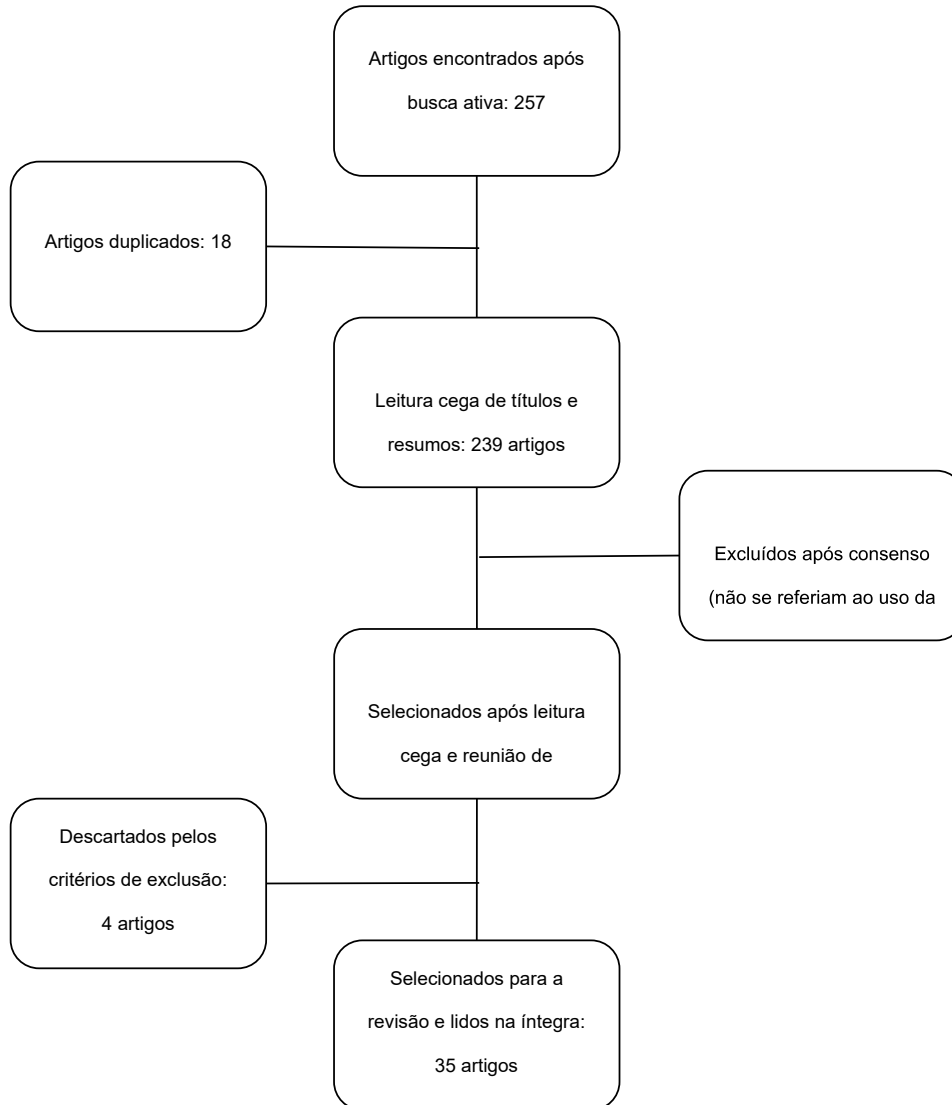 Artigos encontrados após
busca ativa: 257
Artigos duplicados: 18
Leitura cega de títulos e
resumos: 239 artigos
Excluídos após consenso
(não se referiam ao uso da
Selecionados após leitura
cega e reunião de
Descartados pelos
critérios de exclusão:
4 artigos
Selecionados para a
revisão e lidos na íntegra:
35 artigos